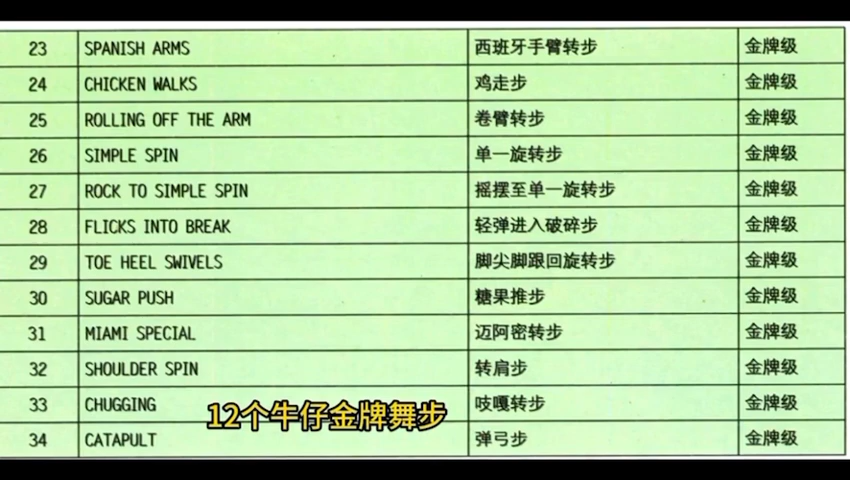 23 SPANISH ARMS 西班牙手臂转步 金牌级
24 CHICKEN WALKS 鸡走步 金牌级
25 ROLLING OFF THE ARM 卷臂转步 金牌级
26 SIMPLE SPIN 单一旋转步 金牌级
27 ROCK TO SIMPLE SPIN 摇摆至单一旋转步 金牌级
28 FLICKS INTO BREAK 轻弹进入破碎步 金牌级
29 TOE HEEL SWIVELS 脚尖脚跟回旋转步 金牌级
30 SUGAR PUSH 糖果推步 金牌级
31 MIAMI SPECIAL 迈阿密转步 金牌级
32 SHOULDER SPIN 转肩步 金牌级
33 CHUGGING 吱嘎转步 金牌级
12个牛仔金牌舞步
34 CATAPULT 弹弓步 金牌级